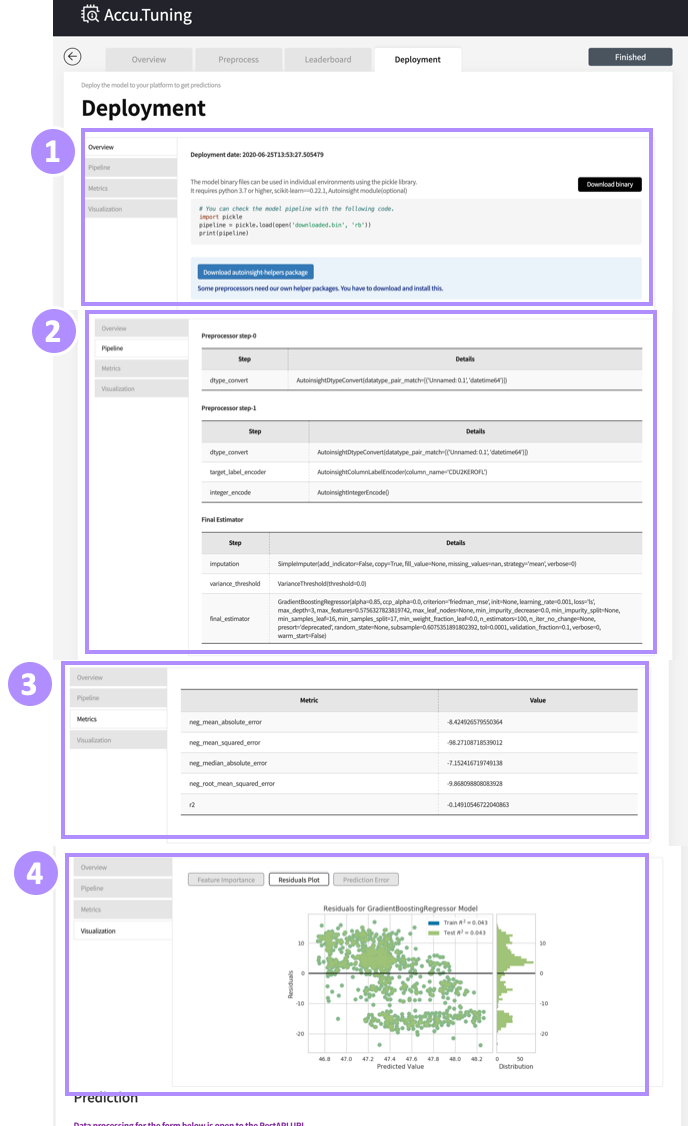 Accu.Tuning
Overview
Preprocess
Leaderboard
Deployment
Finished
Deploy the model to your platform to get predictions
Deployment
1
Overview
Pipeline
Metrics
Visualization
Deployment date: 2020-06-25T13:53:27.505479
The model binary files can be used in individual environments using the pickle library.
It requires python 3.7 or higher, scikit-learn==0.22.1, Autoinsight module(optional)
Download binary
# You can check the model pipeline with the following code.
import pickle
pipeline = pickle.load(open('downloaded.bin', 'rb'))
print(pipeline)
Download autoinsight-helpers package
Some preprocessors need our own helper packages. You have to download and install this.
2
Overview
Pipeline
Metrics
Visualization
Preprocessor step-0
Step Details
dtype_convert AutoinsightDtypeConvert(datatype_pair_match=[('Unnamed: 0.1', 'datetime64')])
Preprocessor step-1
Step Details
dtype_convert AutoinsightDtypeConvert(datatype_pair_match=[('Unnamed: 0.1', 'datetime64')])
target_label_encoder AutoinsightColumnLabelEncoder(column_name='CDU2KEROFL')
integer_encode AutoinsightIntegerEncode()
Final Estimator
Step Details
imputation SimpleImputer(add_indicator=False, copy=True, fill_value=None, missing_values=nan, strategy='mean', verbose=0)
variance_threshold VarianceThreshold(threshold=0.0)
final_estimator
GradientBoostingRegressor(alpha=0.85, ccp_alpha=0.0, criterion='friedman_mse', init=None, learning_rate=0.001, loss='ls',
max_depth=3, max_features=0.5756327823819742, max_leaf_nodes=None, min_impurity_decrease=0.0, min_impurity_split=None,
min_samples_leaf=16, min_samples_split=17, min_weight_fraction_leaf=0.0, n_estimators=100, n_iter_no_change=None,
presort='deprecated', random_state=None, subsample=0.6075351891802392, tol=0.0001, validation_fraction=0.1, verbose=0,
warm_start=False)
3
Overview
Pipeline
Metrics
Visualization
Metric Value
neg_mean_absolute_error -8.424926579550364
neg_mean_squared_error -98.27108718539012
neg_median_absolute_error -7.152416719749138
neg_root_mean_squared_error -9.868098808083928
r2 -0.14910546722040863
4
Overview
Pipeline
Metrics
Visualization
Feature Importance
Residuals Plot
Prediction Error
Residuals for GradientBoostingRegressor Model
Train R² = 0.043
Test R² = 0.043
Residuals
10
0
-10
-20
10
0
-10
-20
46.8 47.0 47.2 47.4 47.6 47.8 48.0 48.2 0 50
Predicted Value Distribution
Prediction
Data processing for the form below is open to the RestAPI URL